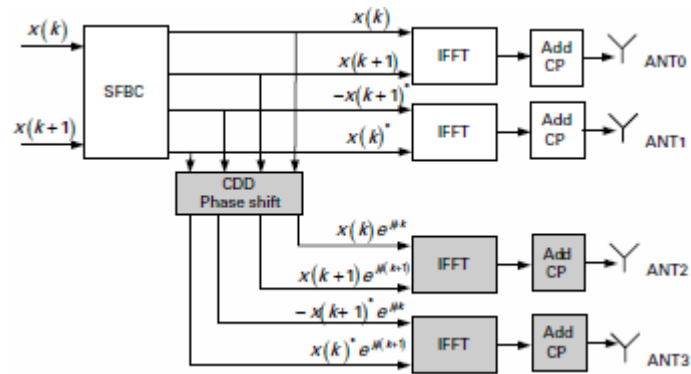 x(k)
x(k+1)
SFBC
x(k)
x(k+1)
-x(k+1)*
x(k)*
IFFT
Add CP
ANT0
IFFT
Add CP
ANT1
CDD
Phase shift
x(k)e^{jθk}
x(k+1)e^{jθ(k+1)}
IFFT
Add CP
ANT2
-x(k+1)*e^{jθk}
x(k)*e^{jθ(k+1)}
IFFT
Add CP
ANT3